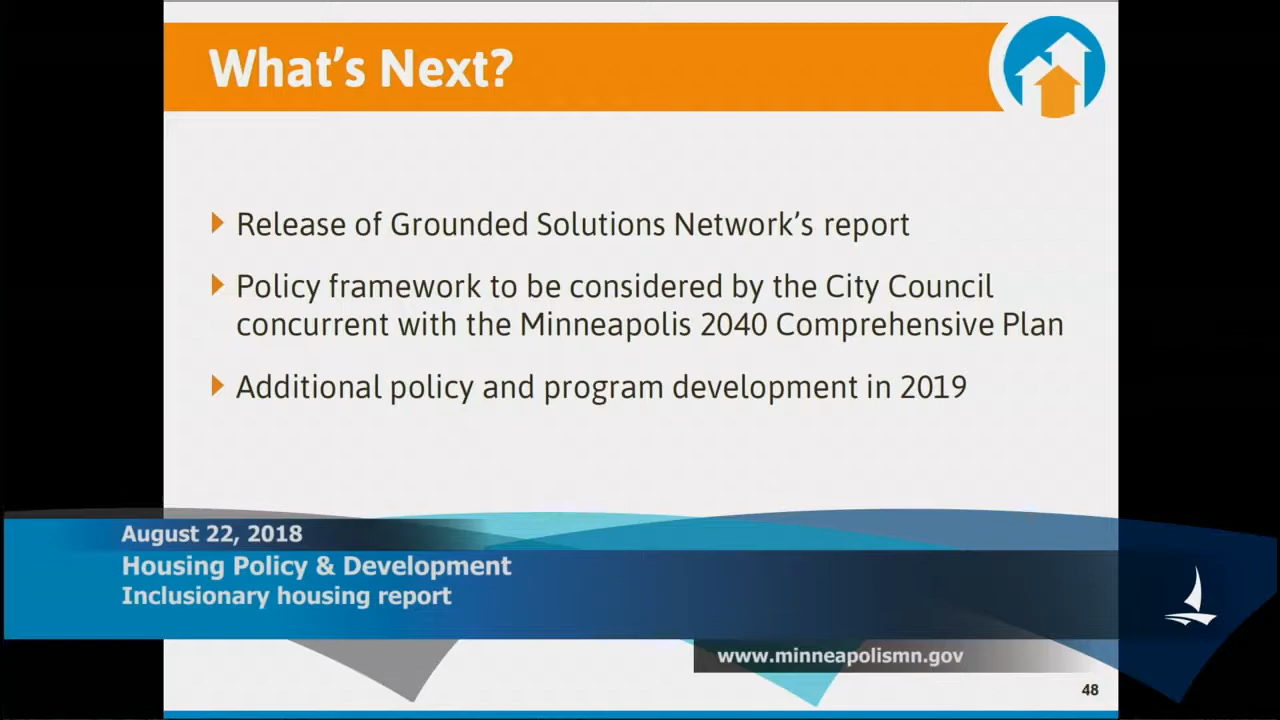 What's Next?
Release of Grounded Solutions Network's report
Policy framework to be considered by the City Council
concurrent with the Minneapolis 2040 Comprehensive Plan
Additional policy and program development in 2019
August 22, 2018
Housing Policy & Development
Inclusionary housing report
www.minneapolismn.gov
48